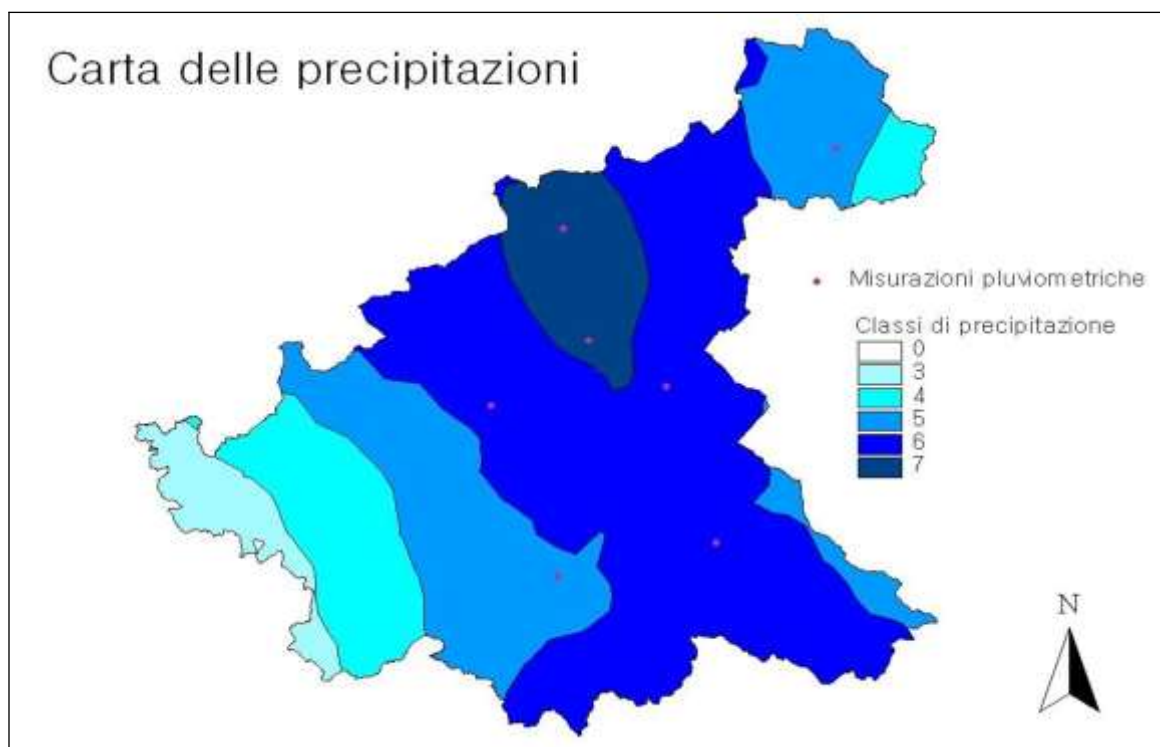 Carta delle precipitazioni
Misurazioni pluviometriche
Classi di precipitazione
0
3
4
5
6
7
N